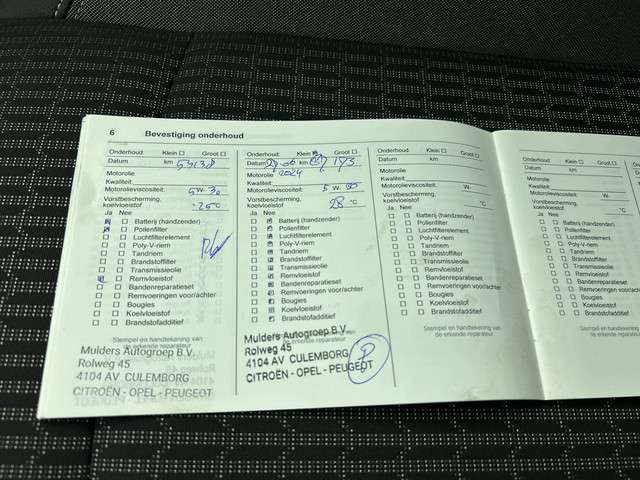 6 Bevestiging onderhoud
Onderhoud: Klein Groot
Datum km 54438
Motorolie
Kwaliteit:
Motorolieviscositeit: 5 W- 30
Vorstbescherming,
koelvloeistof -25°C
Ja Nee
Batterij (handzender)
Pollenfilter
Luchtfilterelement
Poly-V-riem
Tandriem
Brandstoffilter
Transmissieolie
Remvloeistof
Bandenreparatieset
Remvoeringen voor/achter
Bougies
Koelvloeistof
Brandstofadditief
Stempel en handtekening van
de erkende reparateur
Mulders Autogroep B.V.
Rolweg 45
4104 AV CULEMBORG
CITROËN - OPEL - PEUGEOT
Onderhoud: Klein Groot
Datum km
Motorolie 2024
Kwaliteit:
Motorolieviscositeit: 5 W 30
Vorstbescherming,
koelvloeistof 28 °C
Ja Nee
Batterij (handzender)
Pollenfilter
Luchtfilterelement
Poly-V-riem
Tandriem
Brandstoffilter
Transmissieolie
Remvloeistof
Bandenreparatieset
Remvoeringen voor/achter
Bougies
Koelvloeistof
Brandstofadditief
Mulders Autogroep B.V.
Rolweg 45
4104 AV CULEMBORG
CITROËN - OPEL - PEUGEOT
Onderhoud: Klein Groot
Datum km
Motorolie
Kwaliteit:
Motorolieviscositeit: W-
Vorstbescherming,
koelvloeistof °C
Ja Nee
Batterij (handzender)
Pollenfilter
Luchtfilterelement
Poly-V-riem
Tandriem
Brandstoffilter
Transmissieolie
Remvloeistof
Bandenreparatieset
Remvoeringen voor/achter
Bougies
Koelvloeistof
Brandstofadditief
Stempel en handtekening van
de erkende reparateur
Onderhoud: Klein
Datum km
Motorolie
Kwaliteit:
Motorolieviscositeit: W-
Vorstbescherming,
koelvloeistof
Ja Nee
Batterij (handzender)
Pollenfilter
Luchtfilterelement
Poly-V-riem
Tandriem
Brandstoffilter
Transmissieolie
Remvloeistof
Bandenreparatieset
Remvoeringen voor/
Bougies
Koelvloeistof
Brandstofadditief
Stempel en handtekening
de erkende reparateur